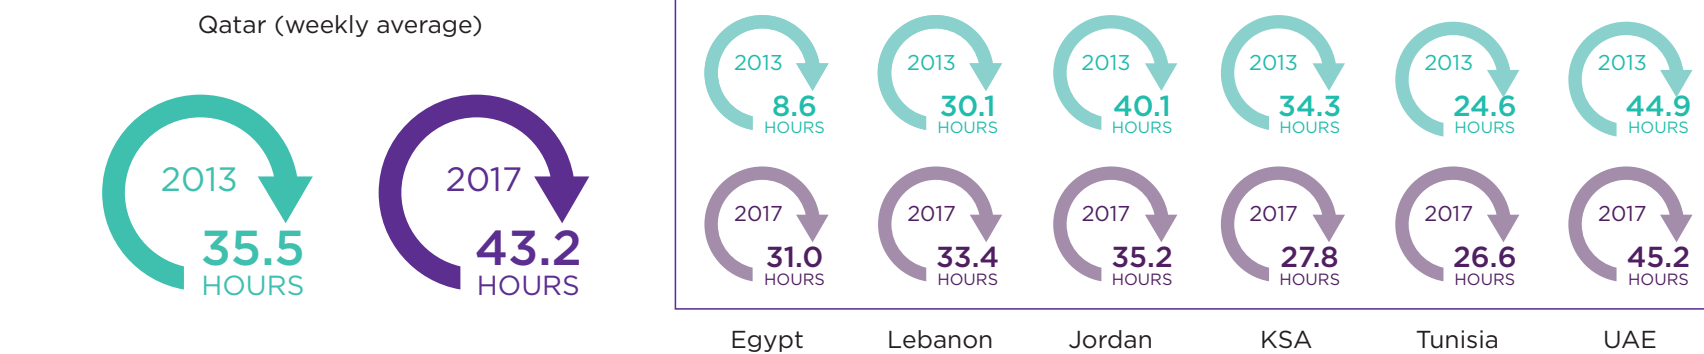 Qatar (weekly average)
2013
35.5
HOURS
2017
43.2
HOURS
2013 2013 2013 2013 2013 2013
8.6 30.1 40.1 34.3 24.6 44.9
HOURS HOURS HOURS HOURS HOURS HOURS
2017 2017 2017 2017 2017 2017
31.0 33.4 35.2 27.8 26.6 45.2
HOURS HOURS HOURS HOURS HOURS HOURS
Egypt Lebanon Jordan KSA Tunisia UAE